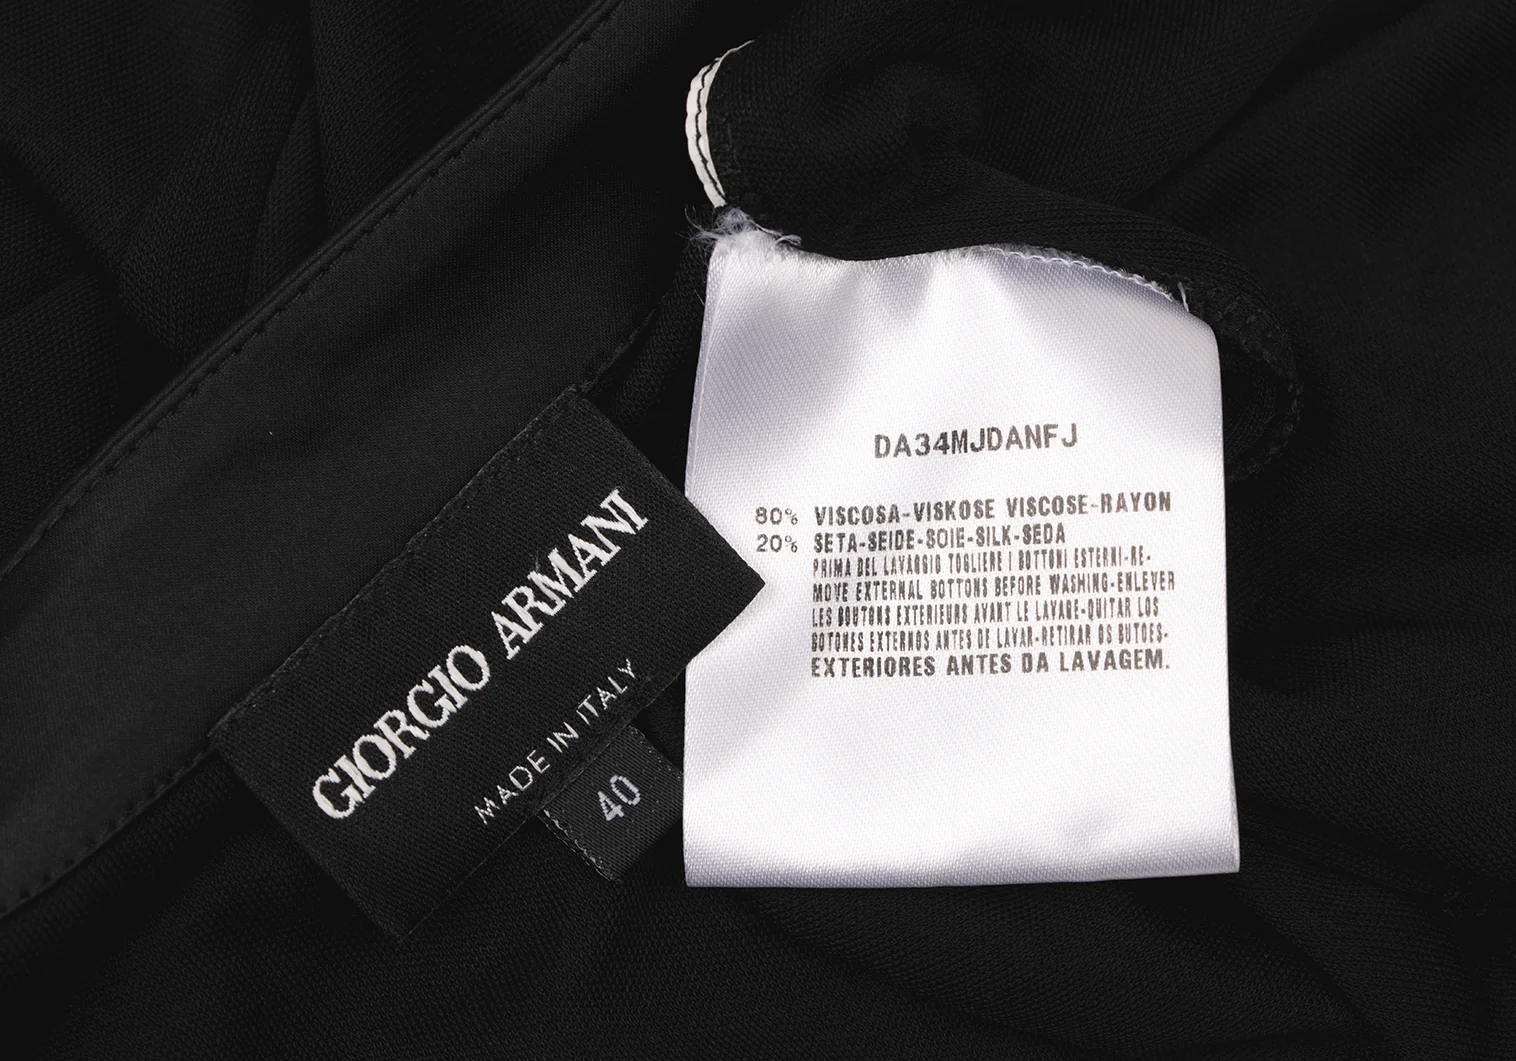 GIORGIO ARMANI
MADE IN ITALY
40
DA34MJDANFJ
80% VISCOSA-VISKOSE VISCOSE-RAYON
20% SETA-SEIDE-SOIE-SILK-SEDA
PRIMA DEL LAVAGGIO TOGLIERE I BOTTONI ESTERNI-RE-
MOVE EXTERNAL BOTTONS BEFORE WASHING-ENLEVER
LES BOUTONS EXTERIEURS AVANT LE LAVAGE-QUITAR LOS
BOTONES EXTERNOS ANTES DE LAVAR-RETIRAR OS BUTOES-
EXTERIORES ANTES DA LAVAGEM.